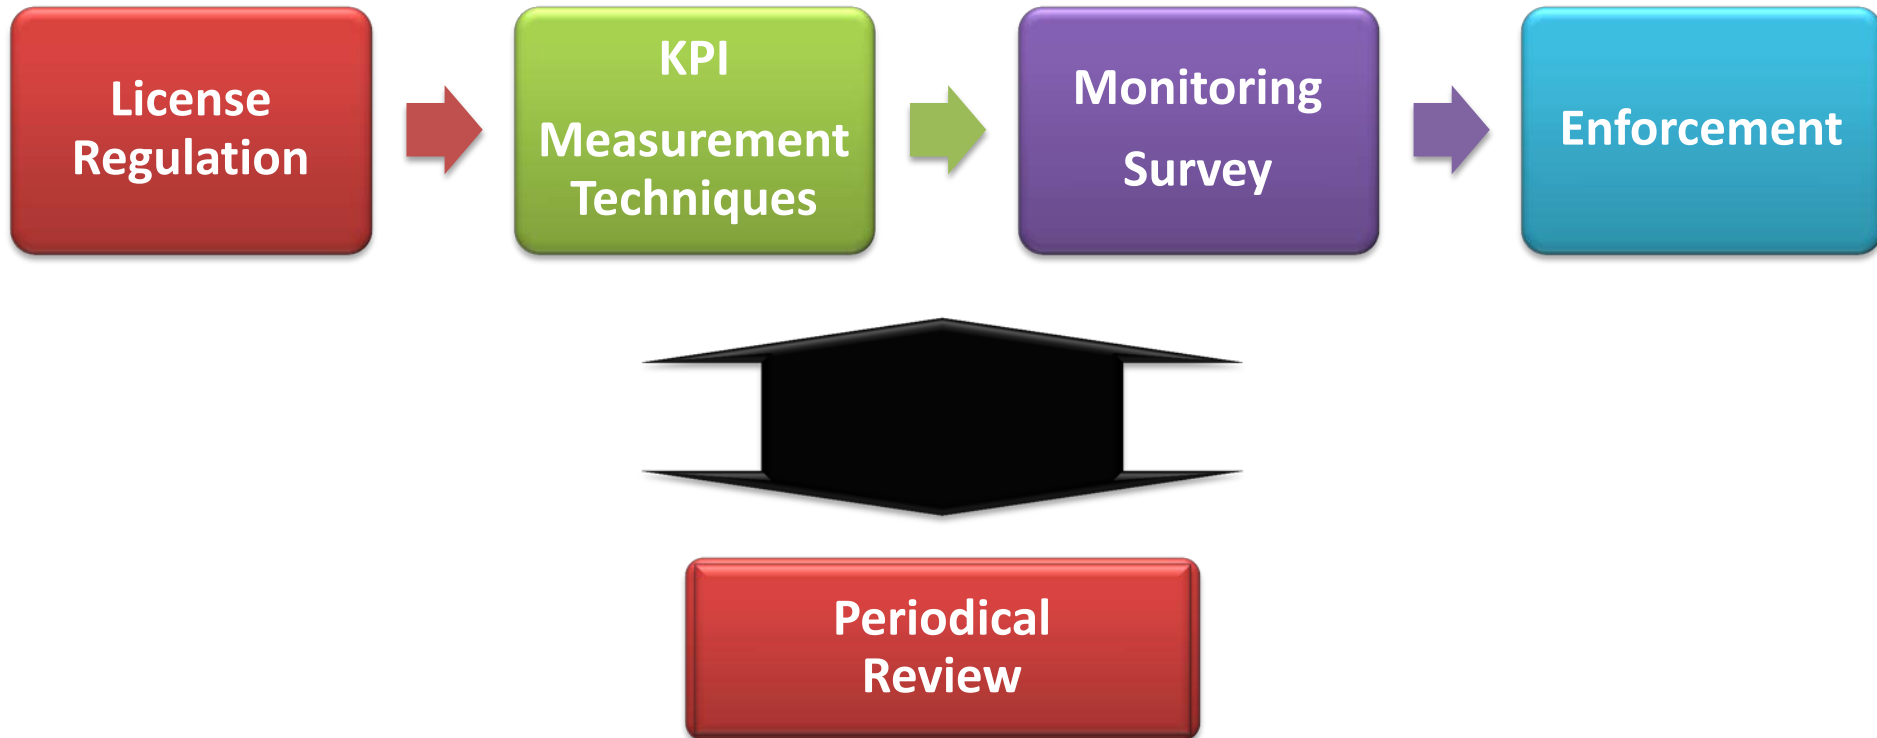 License
Regulation
KPI
Measurement
Techniques
Monitoring
Survey
Enforcement
Periodical
Review